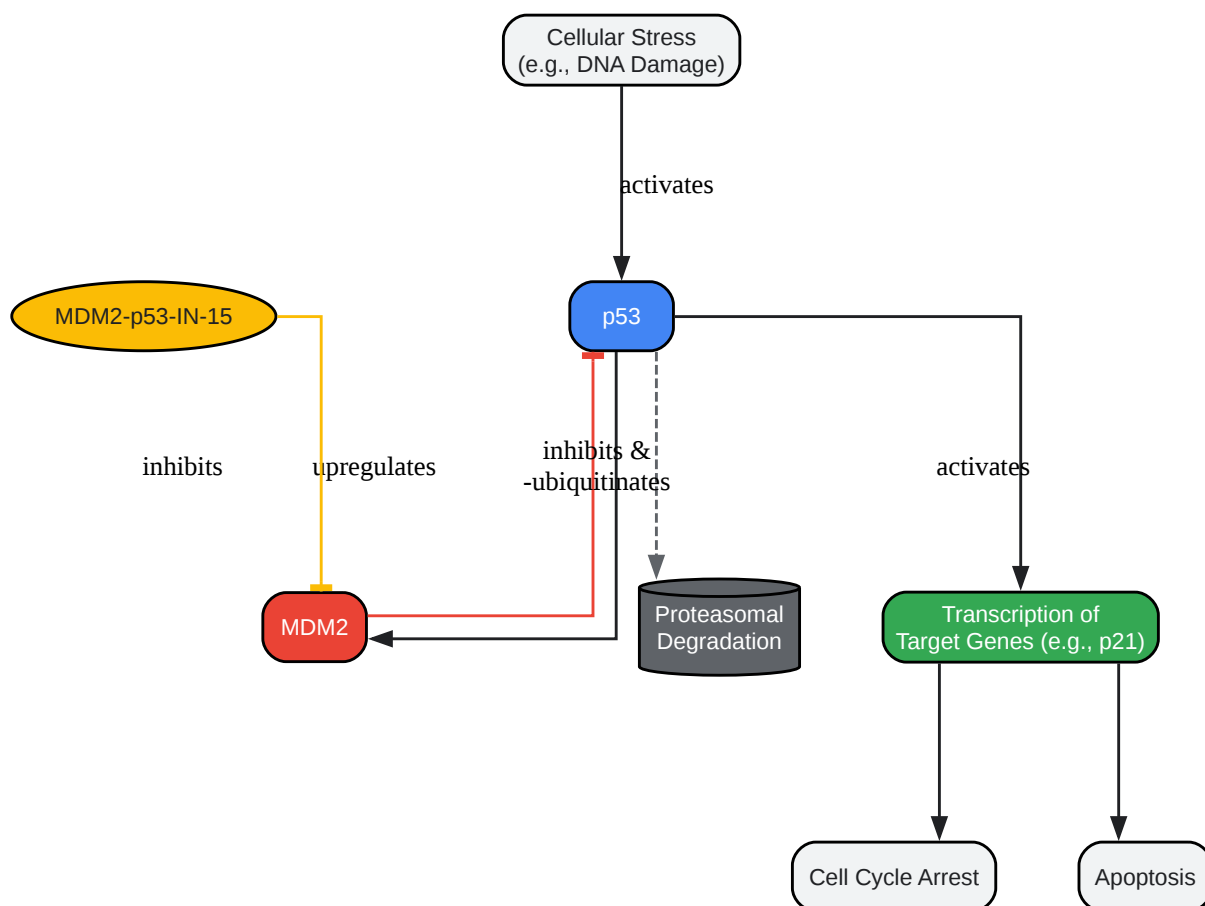 Cellular Stress
(e.g., DNA Damage)
activates
MDM2-p53-IN-15
p53
inhibits
upregulates
inhibits &
-ubiquitinates
activates
MDM2
Proteasomal
Degradation
Transcription of
Target Genes (e.g., p21)
Cell Cycle Arrest
Apoptosis